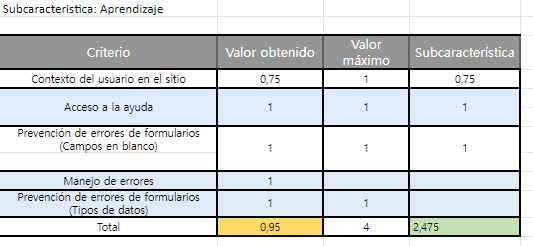 Subcaracteristica: Aprendizaje
Criterio Valor obtenido Valor máximo Subcaracterística
Contexto del usuario en el sitio 0,75 1 0,75
Acceso a la ayuda 1 1 1
Prevención de errores de formularios (Campos en blanco) 1 1 1
Manejo de errores 1
Prevención de errores de formularios (Tipos de datos) 1 1
Total 0,95 4 2,475